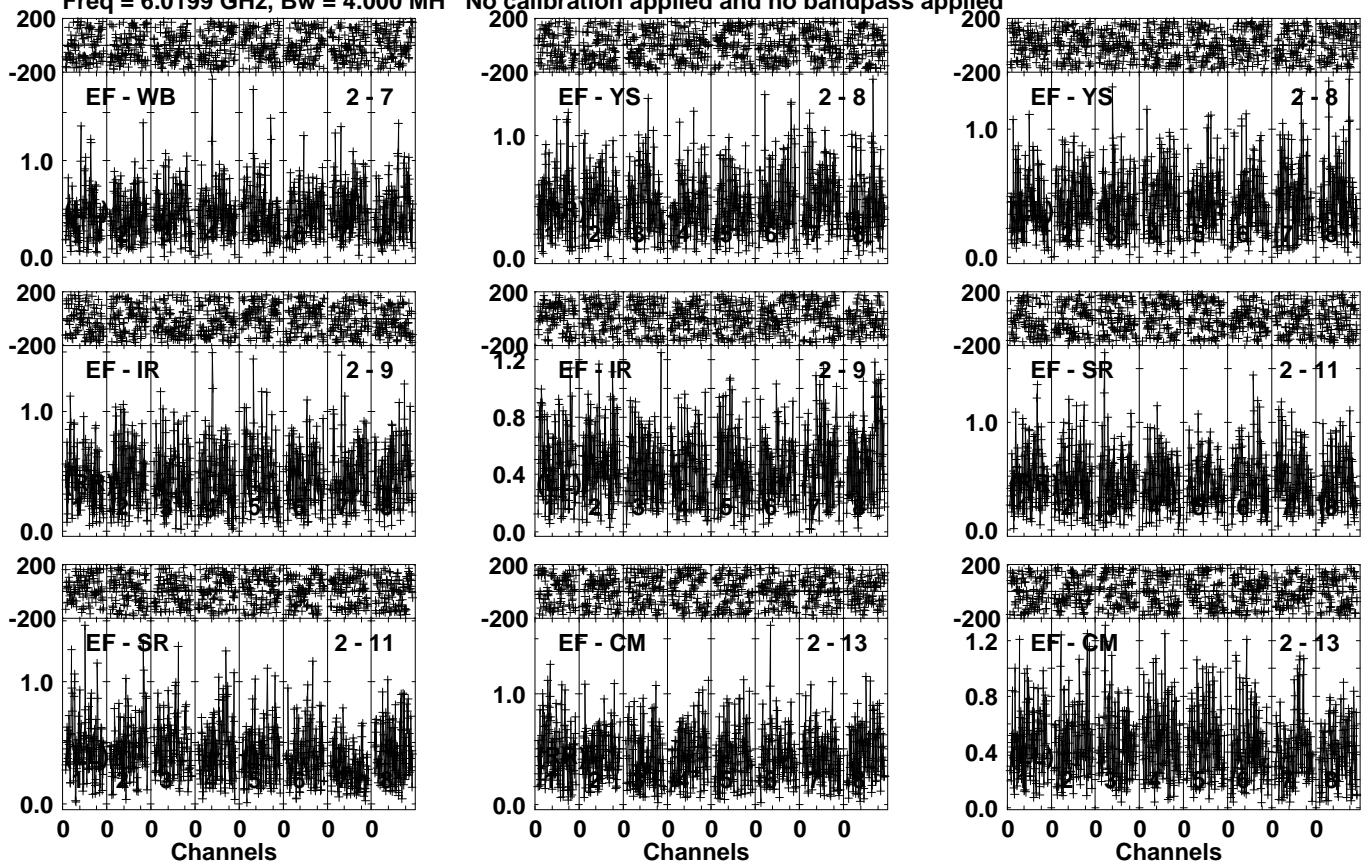 Freq = 6.0199 GHz, Bw = 4.000 MH No calibration applied and no bandpass applied
200 200 200
-200 -200 -200
EF - WB 2 - 7 EF - YS 2 - 8 EF - YS 2 - 8
1.0 1.0 1.0
0.0 0.0 0.0
200 200 200
-200 -200 -200
EF - IR 2 - 9 EF - IR 2 - 9 EF - SR 2 - 11
1.0 1.2 1.0
0.8
0.4
0.0 0.0 0.0
200 200 200
-200 -200 -200
EF - SR 2 - 11 EF - CM 2 - 13 EF - CM 2 - 13
1.0 1.0 1.2
0.8
0.4
0.0 0.0 0.0
0 0 0 0 0 0 0 0 0 0 0 0 0 0 0 0 0 0 0 0 0 0 0 0
Channels Channels Channels